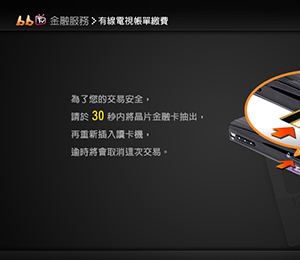 bbTV 金融服務 > 有線電視帳單繳費
為了您的交易安全，
請於 30 秒內將晶片金融卡抽出，
再重新插入讀卡機，
逾時將會取消這次交易。